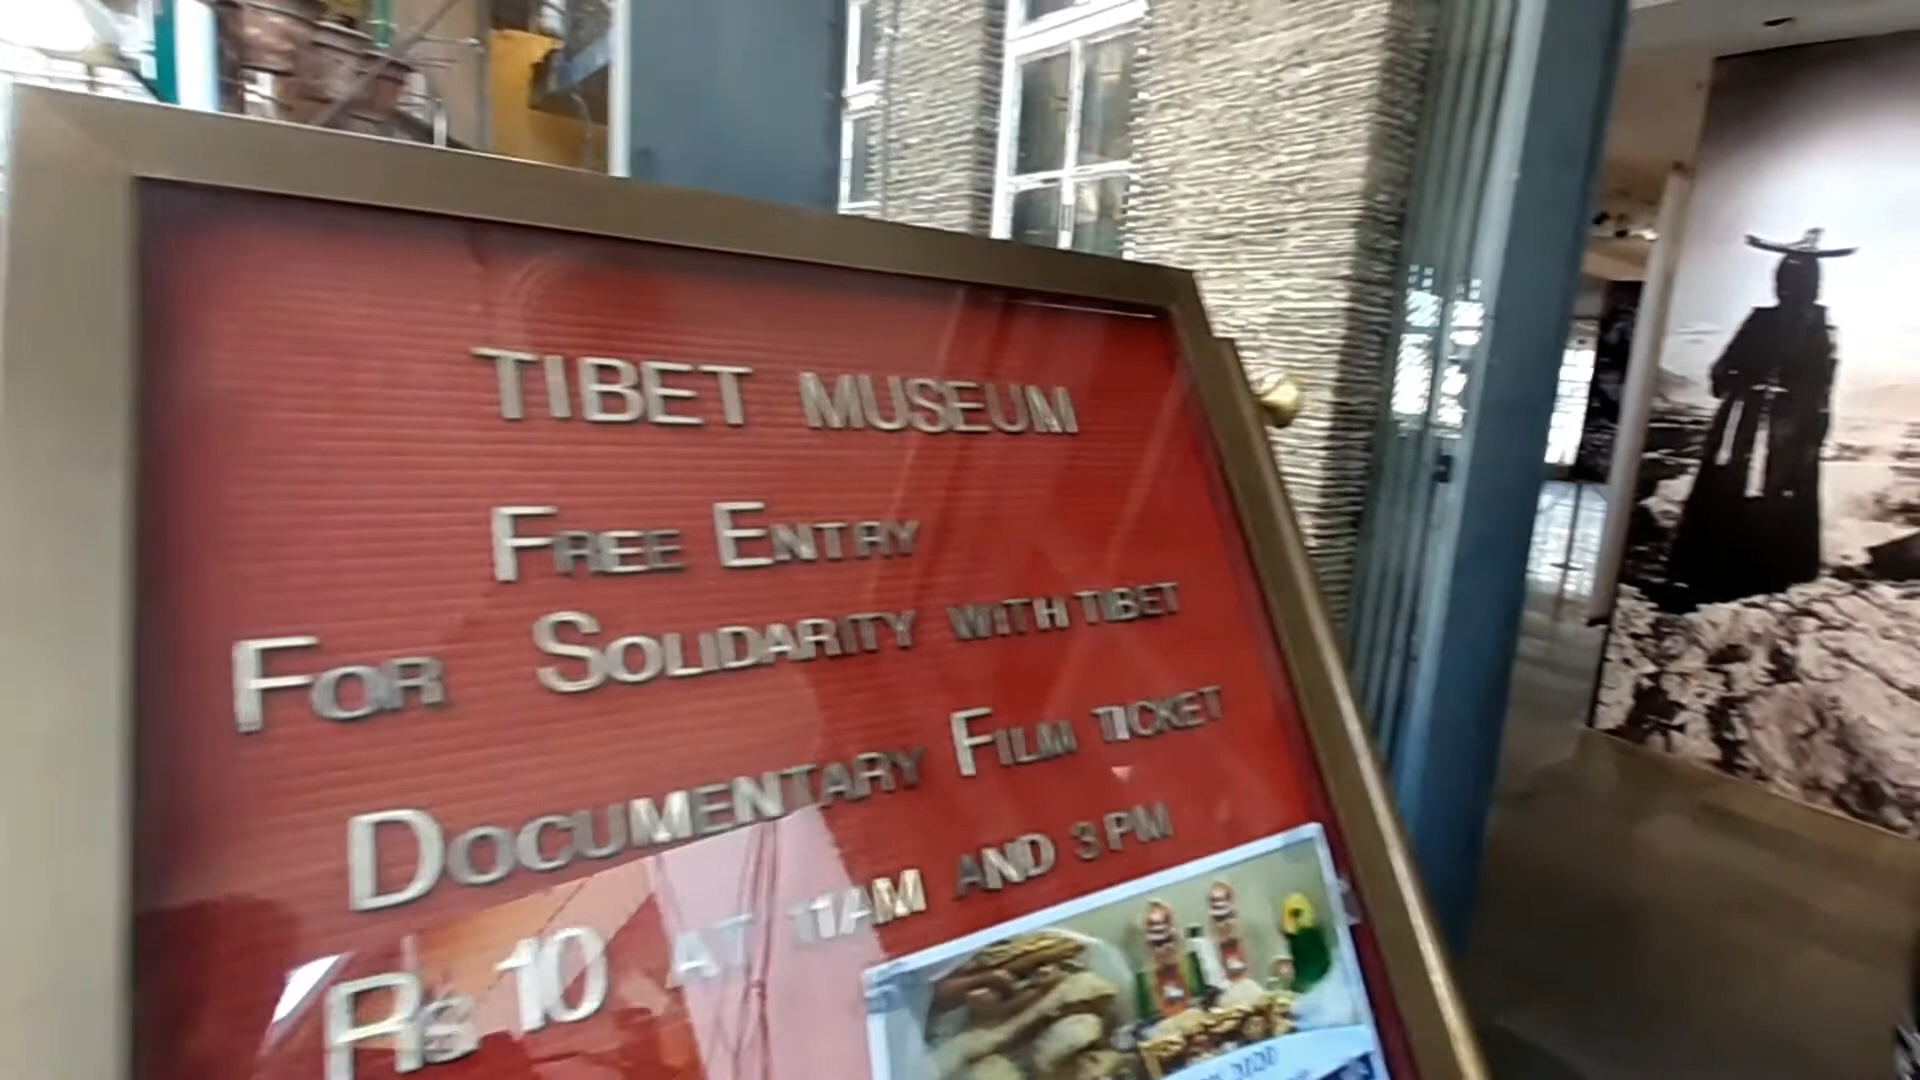 TIBET MUSEUM
FREE ENTRY
FOR SOLIDARITY WITH TIBET
DOCUMENTARY FILM TICKET
Rs 10 AT 11AM AND 3 PM